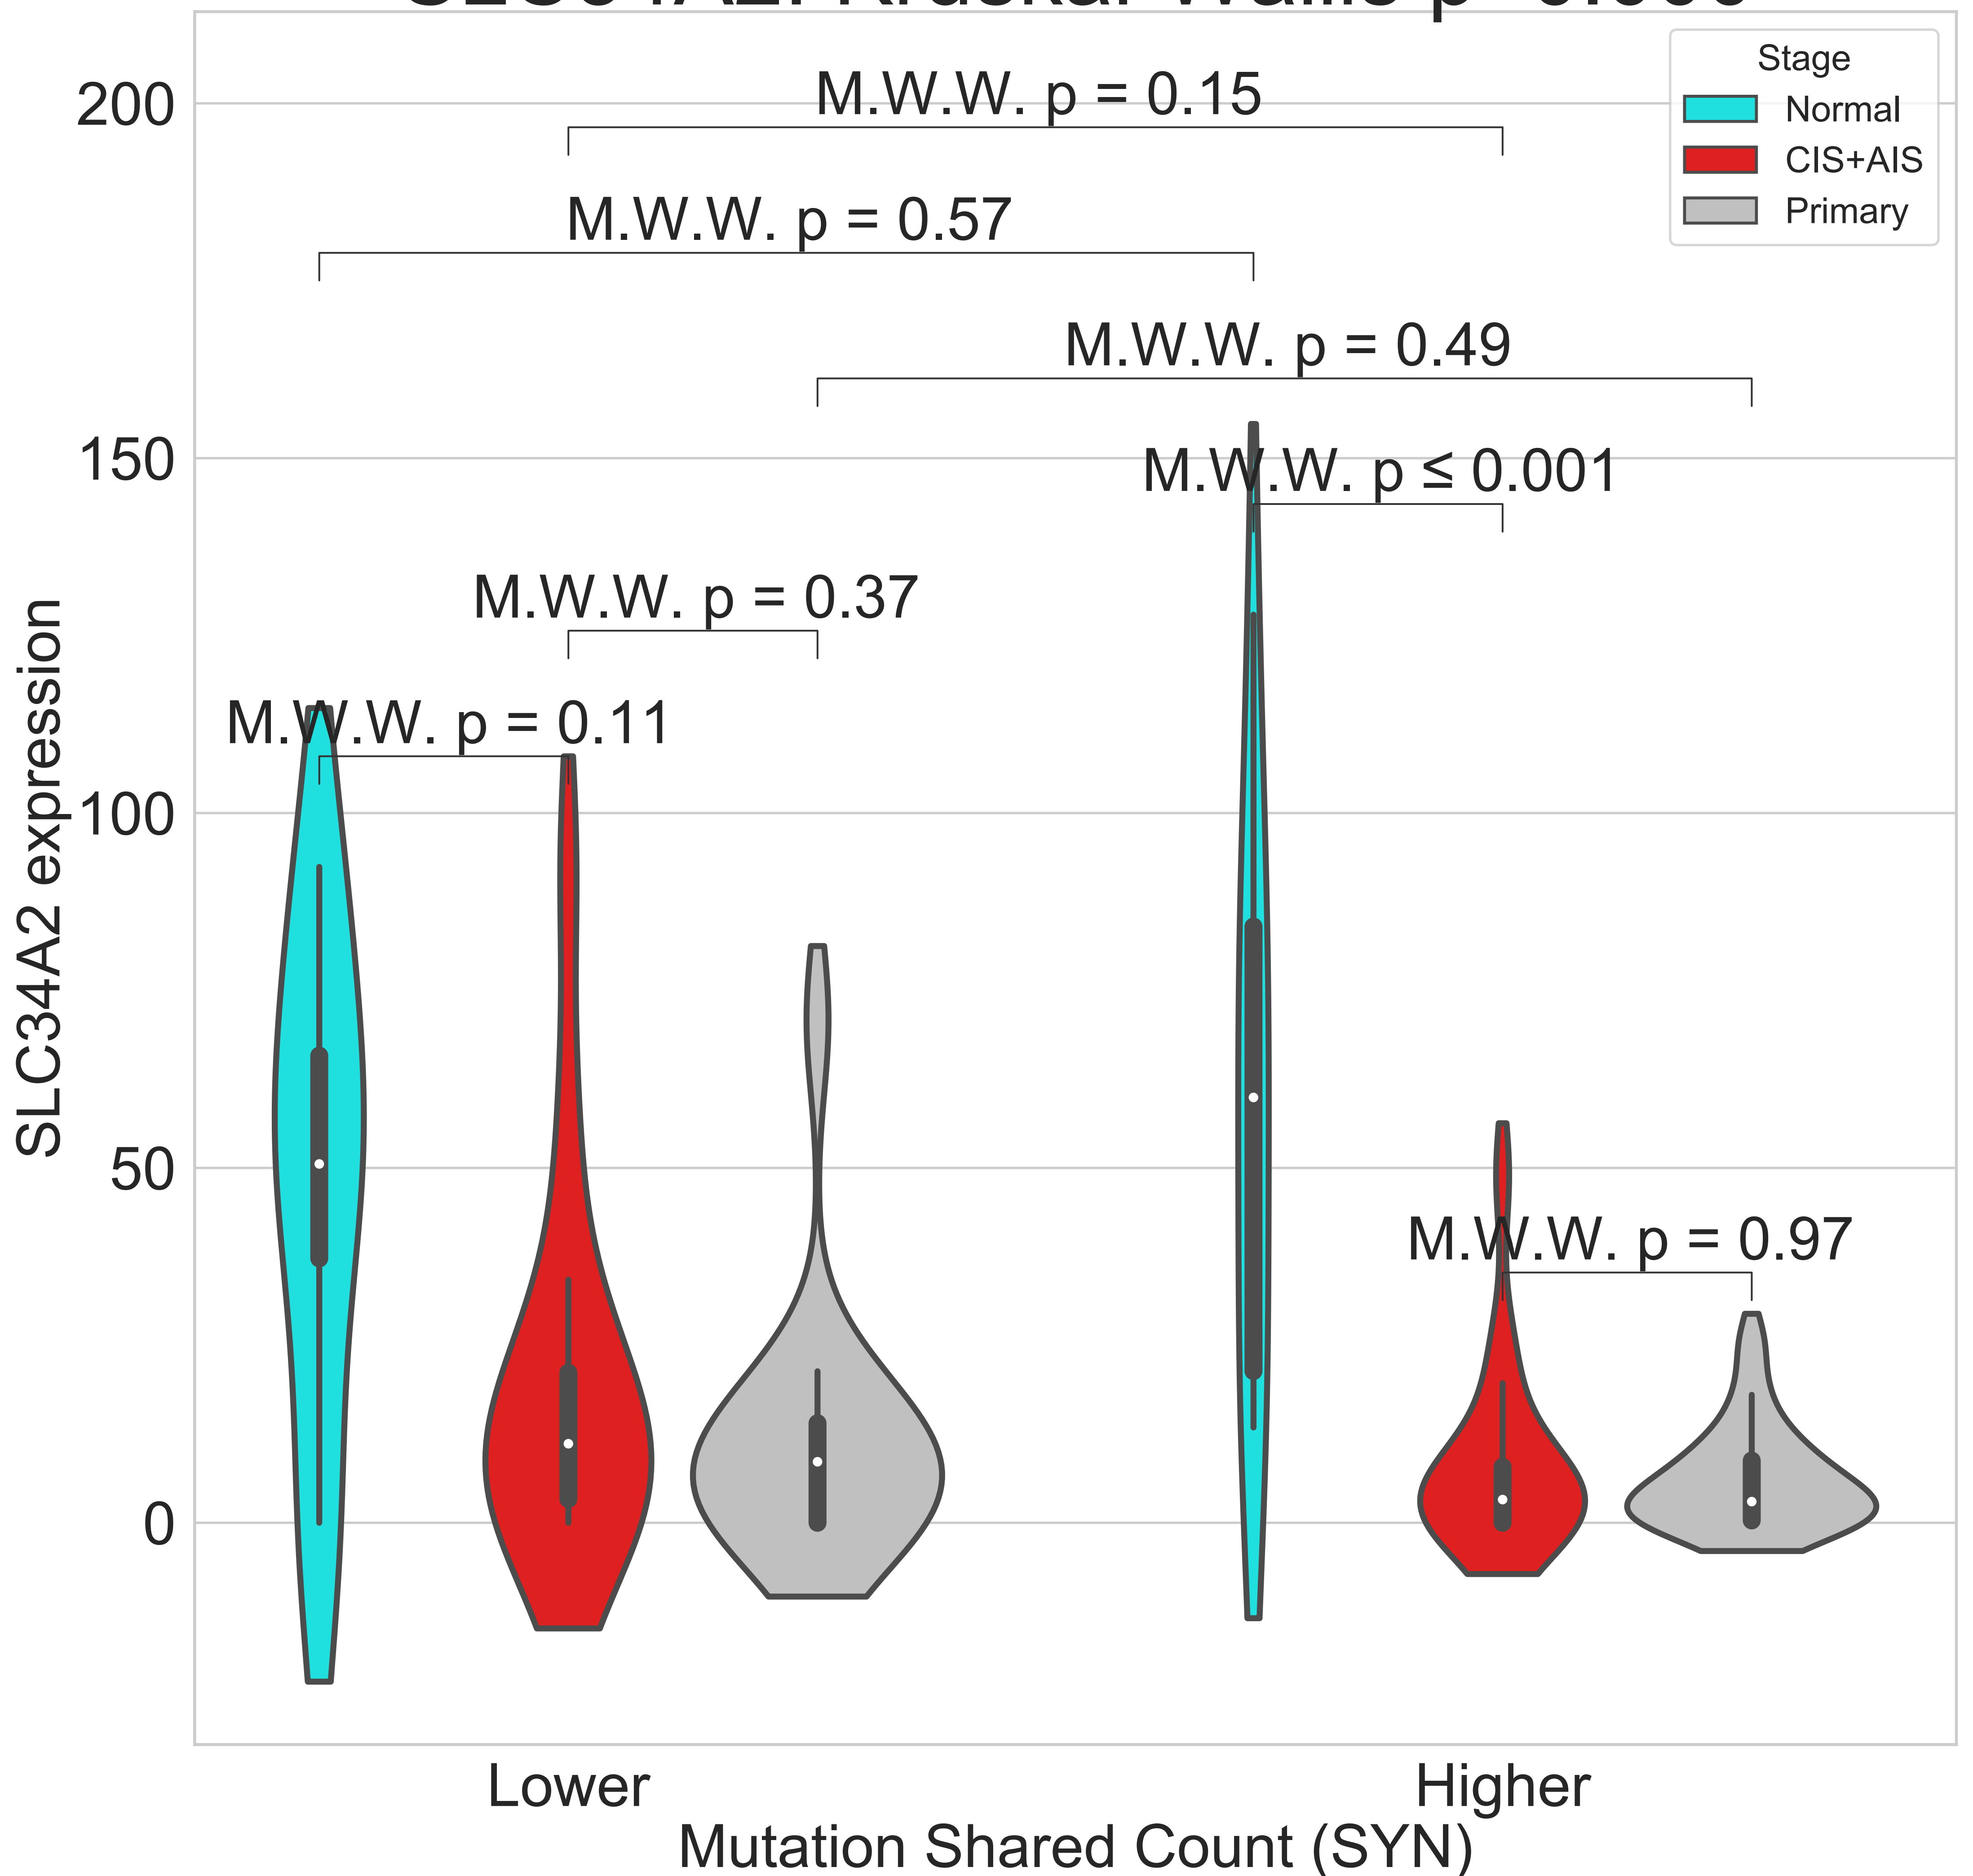 Stage
Normal
CIS+AIS
Primary
M.W.W. p = 0.15
M.W.W. p = 0.57
M.W.W. p = 0.49
M.W.W. p ≤ 0.001
M.W.W. p = 0.37
M.W.W. p = 0.11
M.W.W. p = 0.97
200
150
100
50
0
SLC34A2 expression
Lower
Higher
Mutation Shared Count (SYN)